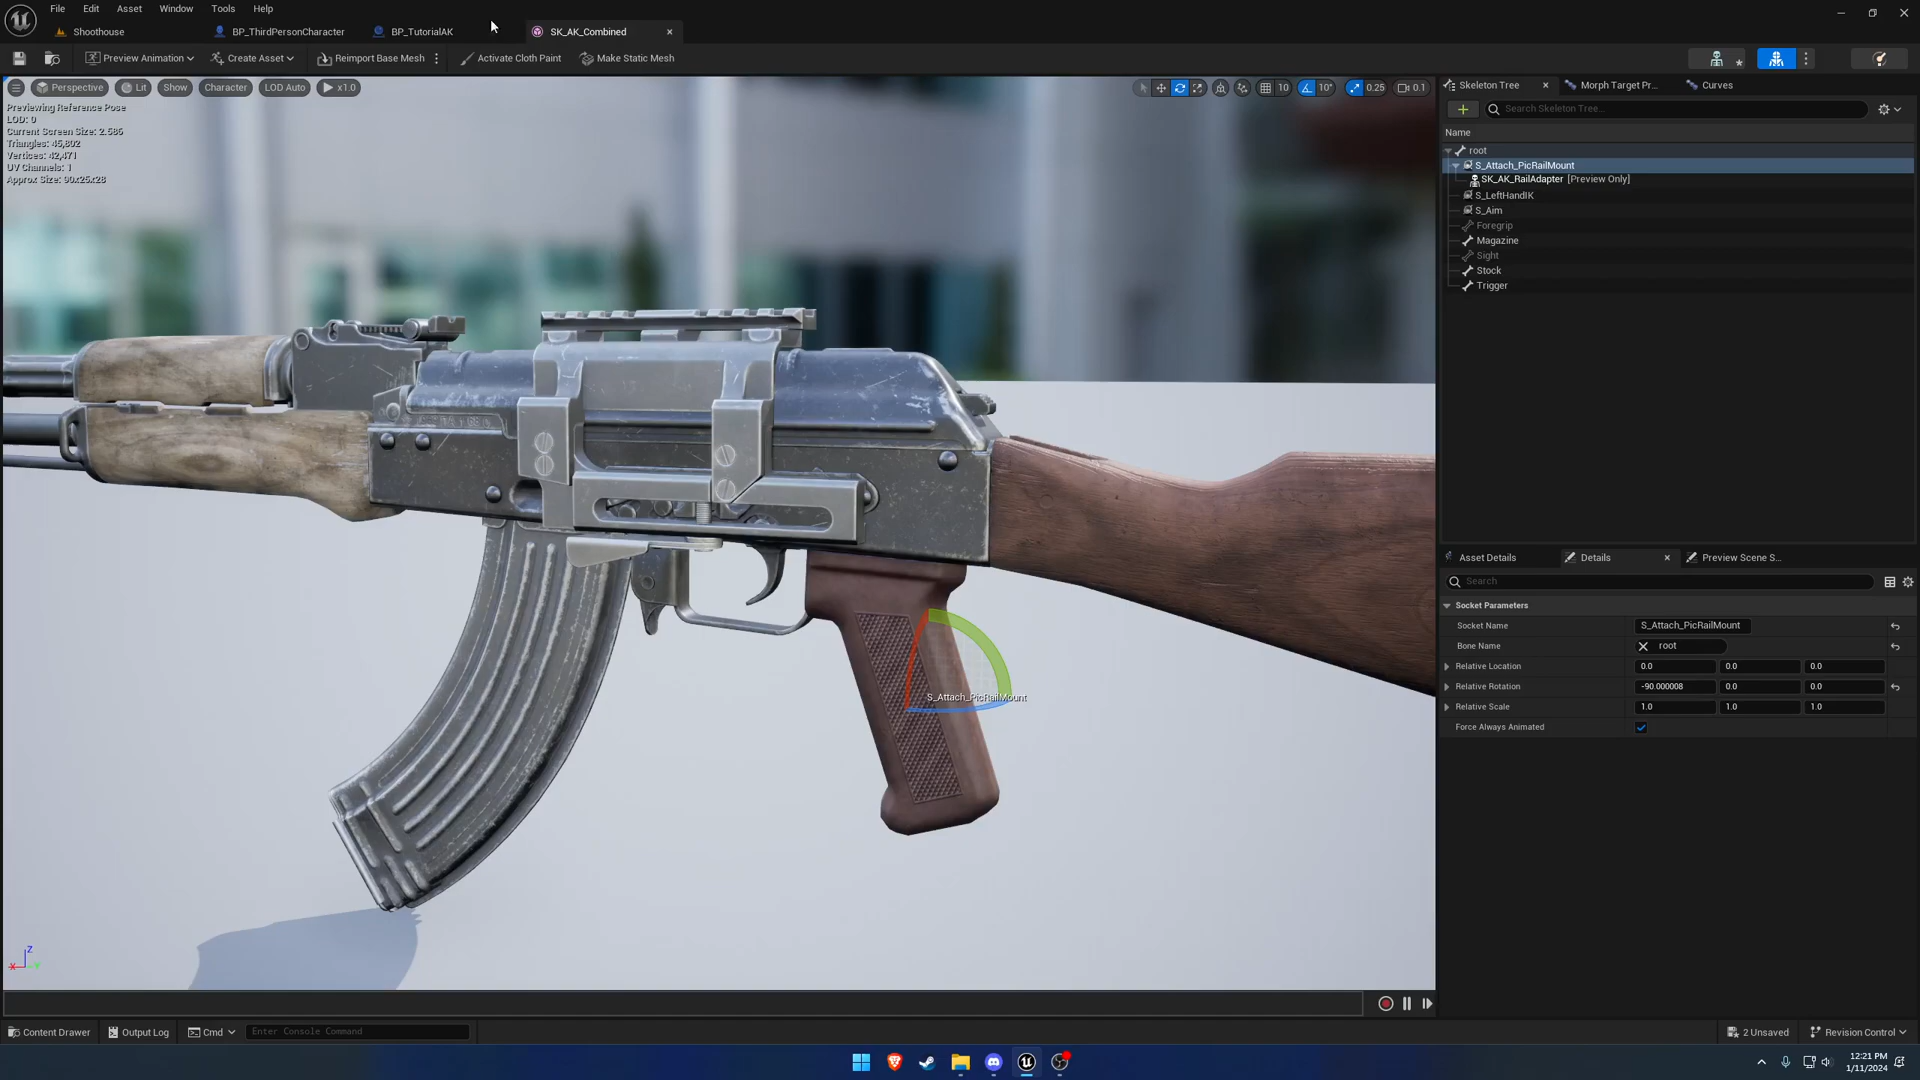 File Edit Asset Window Tools Help
Shoothouse BP_ThirdPersonCharacter BP_TutorialAK SK_AK_Combined
Preview Animation Create Asset Reimport Base Mesh Activate Cloth Paint Make Static Mesh
Perspective Lit Show Character LOD Auto x1.0 10 10° 0.25 0.1
Previewing Reference Pose
LOD: 0
Current Screen Size: 2.586
Triangles: 45,802
Vertices: 42,471
UV Channels: 1
Approx Size: 90x25x28
S_Attach_PicRailMount
Z
X
Skeleton Tree Morph Target Pr... Curves
Search Skeleton Tree...
Name
root
S_Attach_PicRailMount
SK_AK_RailAdapter [Preview Only]
S_LeftHandIK
S_Aim
Foregrip
Magazine
Sight
Stock
Trigger
Asset Details Details Preview Scene S...
Search
Socket Parameters
Socket Name S_Attach_PicRailMount
Bone Name root
Relative Location 0.0 0.0 0.0
Relative Rotation -90.000008 0.0 0.0
Relative Scale 1.0 1.0 1.0
Force Always Animated
Content Drawer Output Log Cmd Enter Console Command 2 Unsaved Revision Control
12:21 PM
1/11/2024